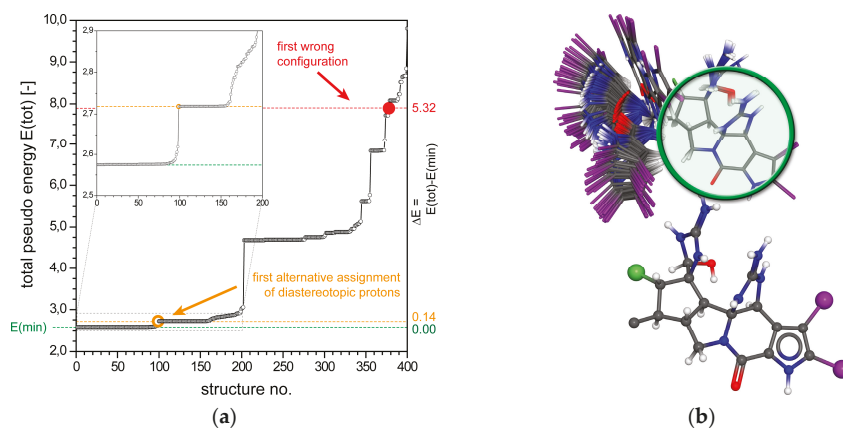 (a)
total pseudo energy E(tot) [-]
10,0
9,0
8,0
7,0
6,0
5,0
4,0
3,0
2,0
E(min)
0 50 100 150 200 250 300 350 400
structure no.
2,9
2,8
2,7
2,6
2,5
0 50 100 150 200
first wrong
configuration
first alternative assignment
of diastereotopic protons
5.32
0.14
0.00
ΔE =
E(tot)-E(min)
(b)